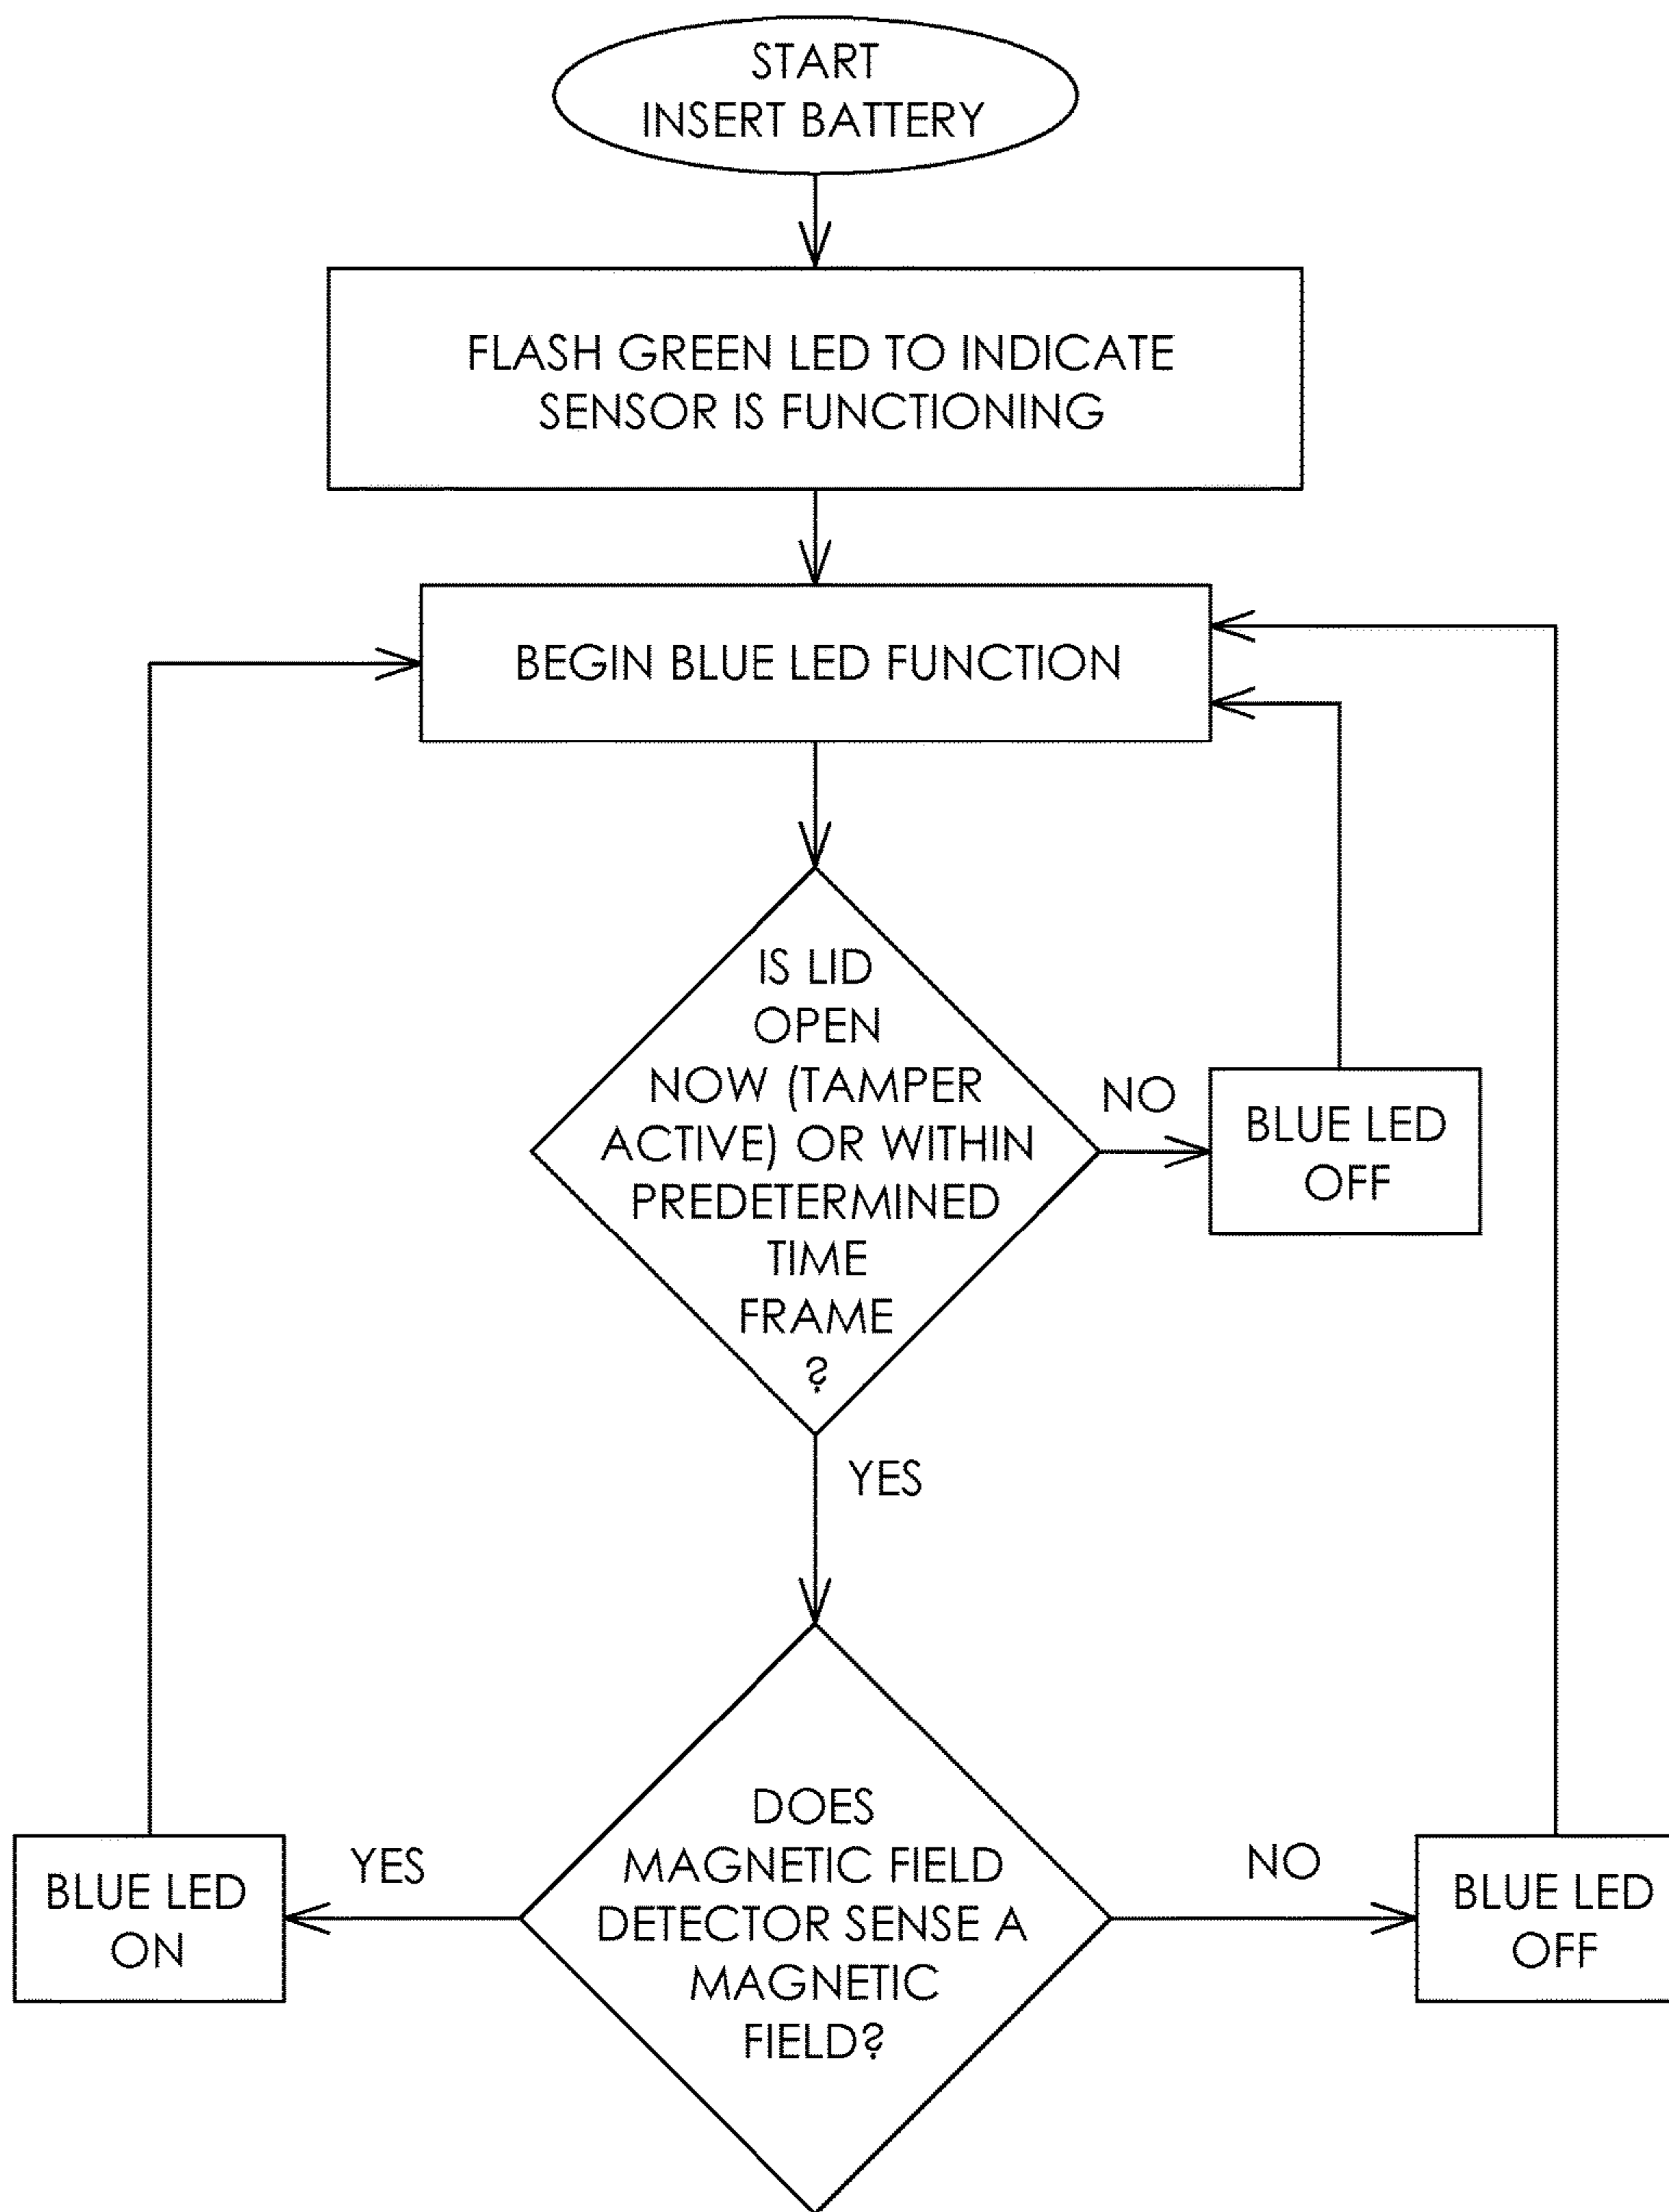 START
INSERT BATTERY
FLASH GREEN LED TO INDICATE
SENSOR IS FUNCTIONING
BEGIN BLUE LED FUNCTION
IS LID
OPEN
NOW (TAMPER
ACTIVE) OR WITHIN
PREDETERMINED
TIME
FRAME
?
NO
BLUE LED
OFF
YES
DOES
MAGNETIC FIELD
DETECTOR SENSE A
MAGNETIC
FIELD?
YES
BLUE LED
ON
NO
BLUE LED
OFF